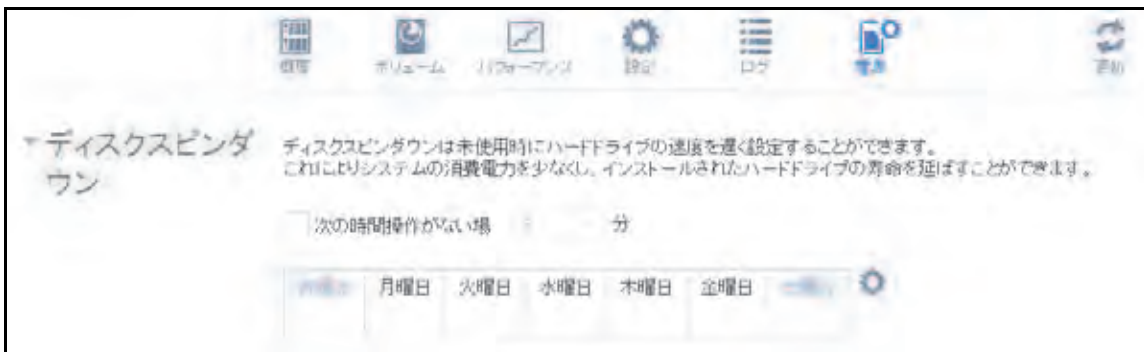 概要 ボリューム パフォーマンス 設定 ログ 電源 更新
ディスクスピンダ
ウン
ディスクスピンダウンは未使用時にハードドライブの速度を遅く設定することができます。
これによりシステムの消費電力を少なくし、インストールされたハードドライブの寿命を延ばすことができます。
次の時間操作がない場 分
月曜日 火曜日 水曜日 木曜日 金曜日